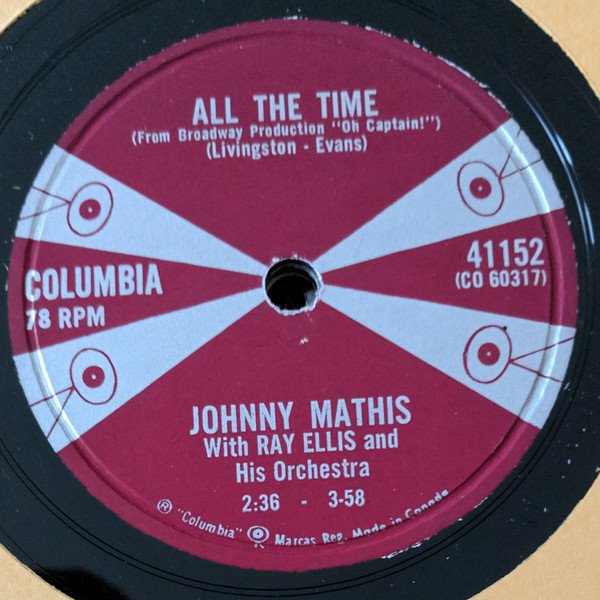 ALL THE TIME
(From Broadway Production "Oh Captain!")
(Livingston - Evans)
COLUMBIA
78 RPM
41152
(CO 60317)
JOHNNY MATHIS
With RAY ELLIS and
His Orchestra
2:36 - 3-58
® "Columbia" Marcas Reg. Made in Canada